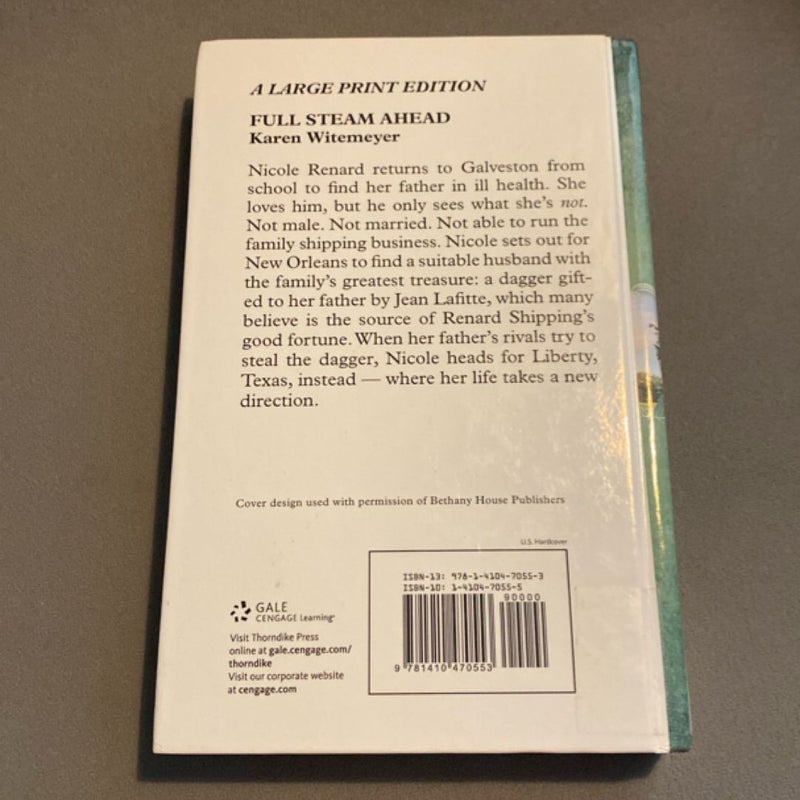 A LARGE PRINT EDITION
FULL STEAM AHEAD
Karen Witemeyer
Nicole Renard returns to Galveston from
school to find her father in ill health. She
loves him, but he only sees what she's not.
Not male. Not married. Not able to run the
family shipping business. Nicole sets out for
New Orleans to find a suitable husband with
the family's greatest treasure: a dagger gift-
ed to her father by Jean Lafitte, which many
believe is the source of Renard Shipping's
good fortune. When her father's rivals try to
steal the dagger, Nicole heads for Liberty,
Texas, instead — where her life takes a new
direction.
Cover design used with permission of Bethany House Publishers
U.S. Hardcover
ISBN-13: 978-1-4104-7055-3
ISBN-10: 1-4104-7055-5
90000
9 781410 470553
GALE
CENGAGE Learning®
Visit Thorndike Press
online at gale.cengage.com/
thorndike
Visit our corporate website
at cengage.com